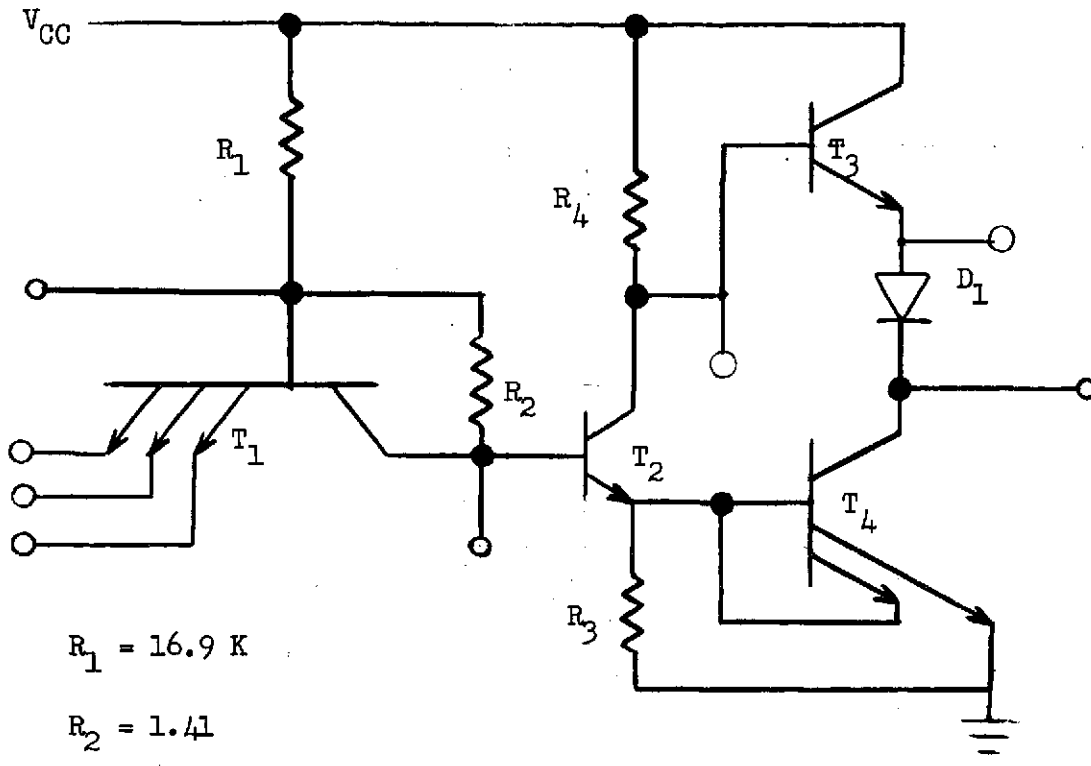 V_CC
R_1
R_4
T_3
D_1
R_2
T_1
T_2
T_4
R_3
R_1 = 16.9 K
R_2 = 1.41